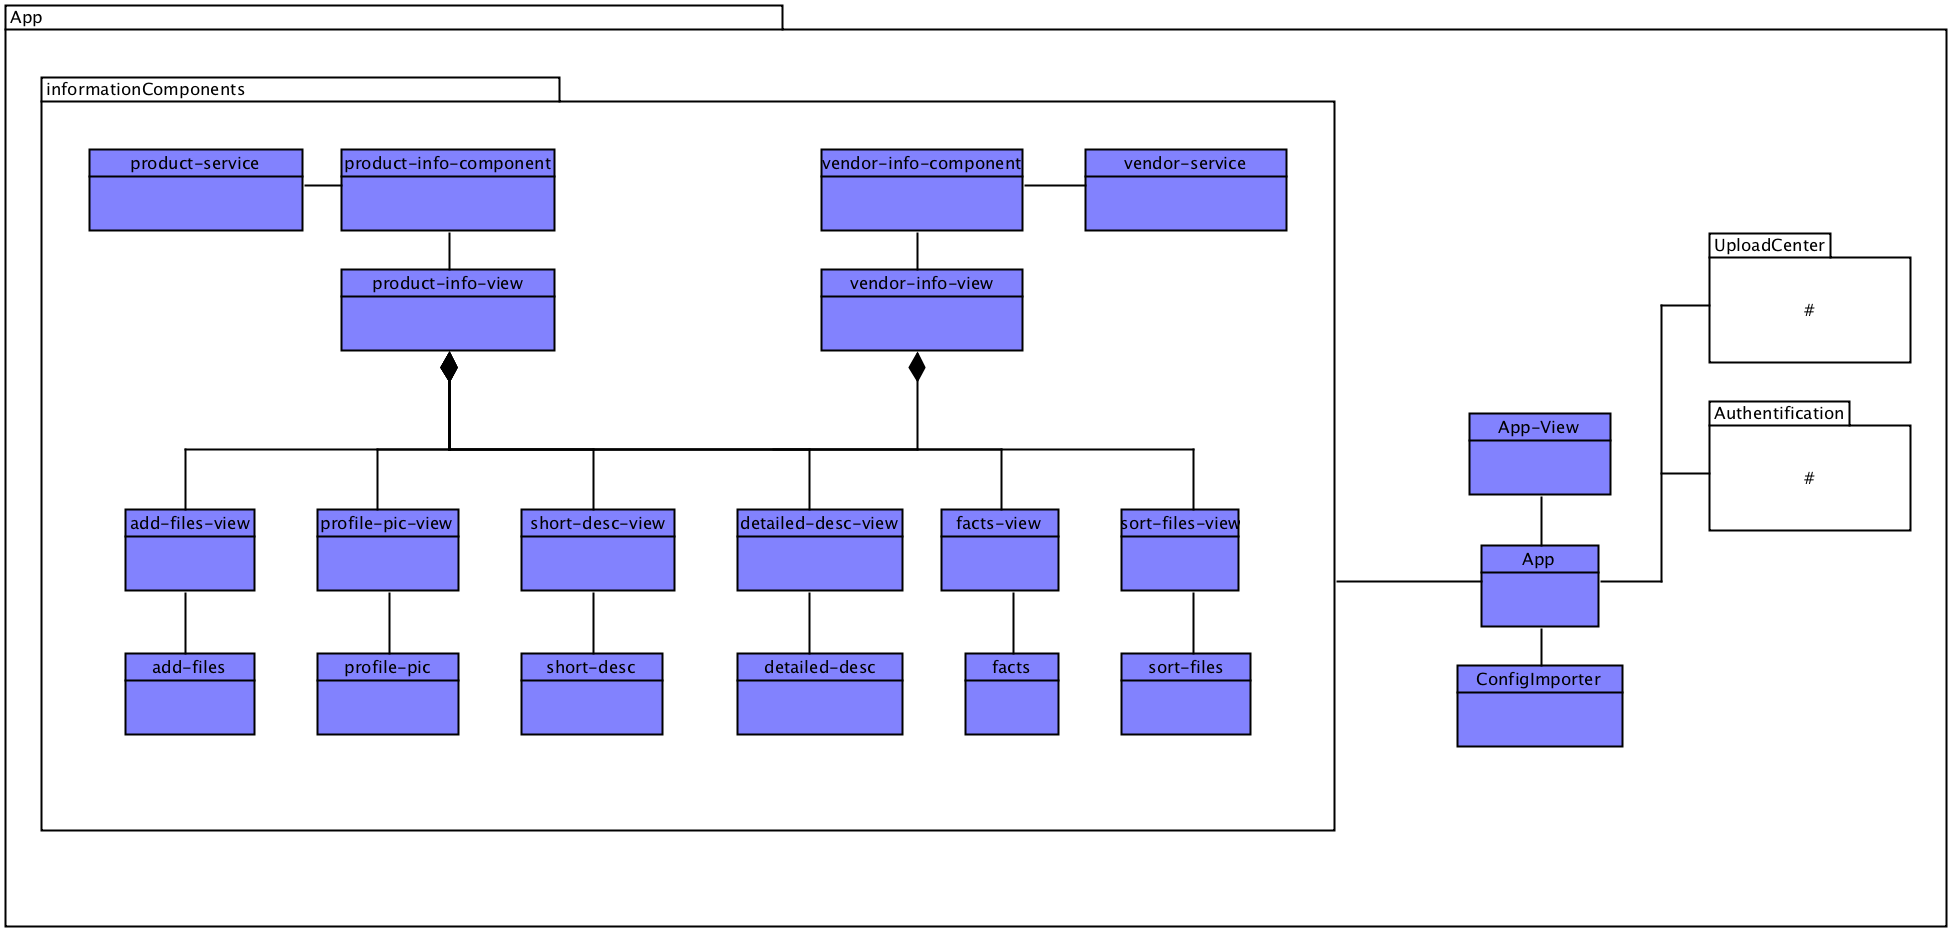 App
informationComponents
product-service
product-info-component
vendor-info-component
vendor-service
product-info-view
vendor-info-view
UploadCenter
#
Authentification
#
App-View
add-files-view
profile-pic-view
short-desc-view
detailed-desc-view
facts-view
sort-files-view
App
add-files
profile-pic
short-desc
detailed-desc
facts
sort-files
ConfigImporter